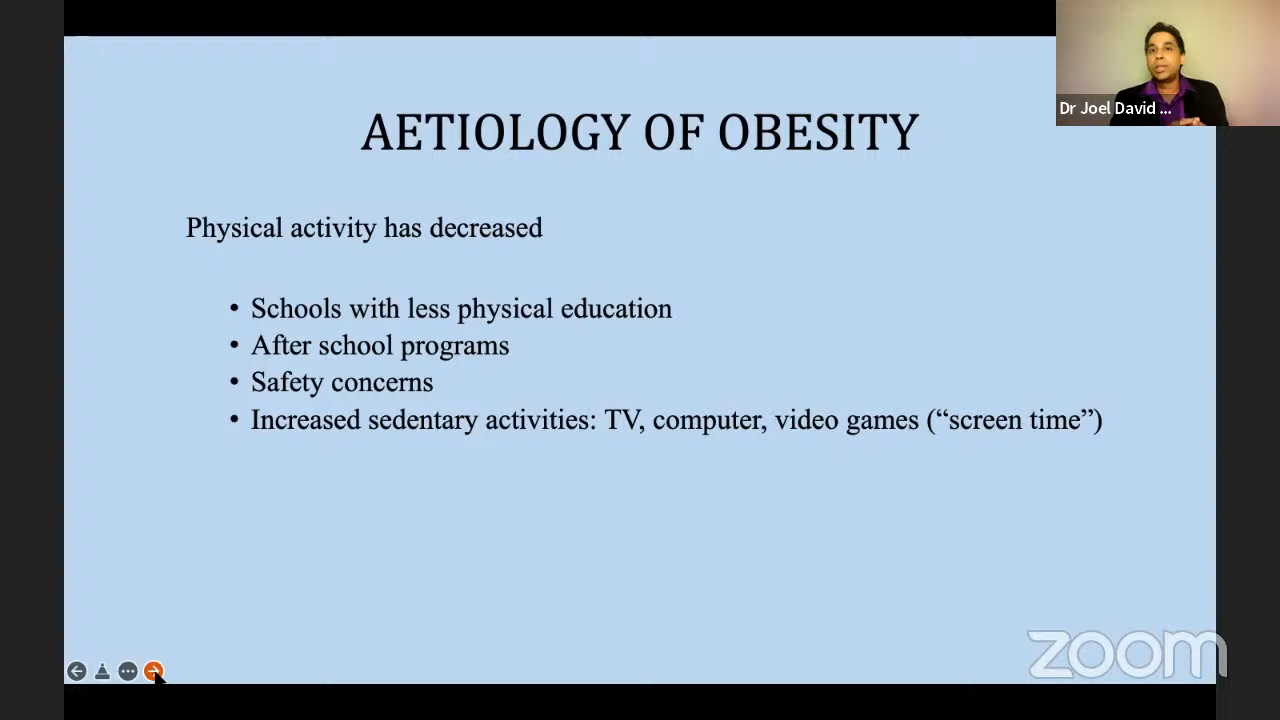 AETIOLOGY OF OBESITY
Dr Joel David ...
Physical activity has decreased
• Schools with less physical education
• After school programs
• Safety concerns
• Increased sedentary activities: TV, computer, video games (“screen time”)
zoom